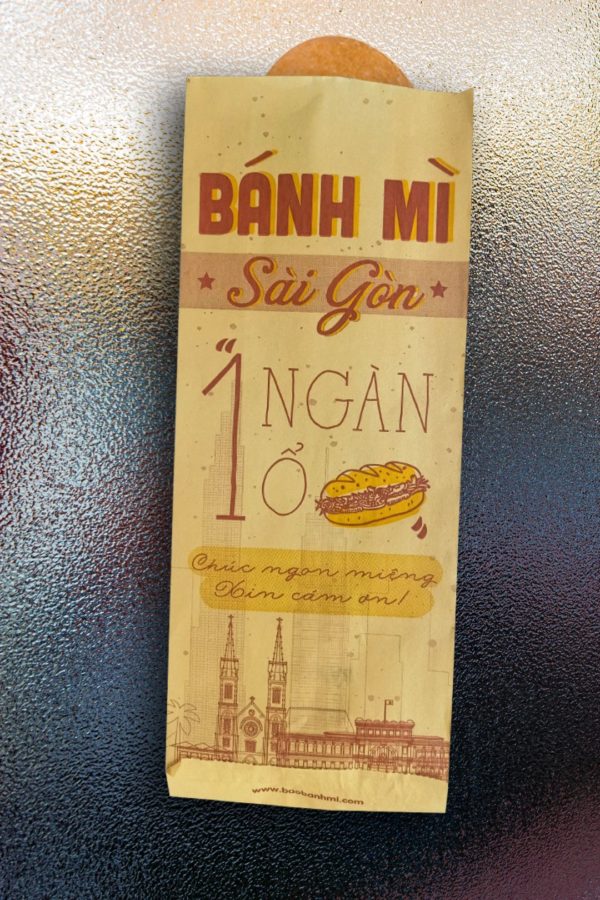 BÁNH MÌ
Sài Gòn
1 NGÀN
Ổ
Chúc ngon miệng
Xin cám ơn!
www.baobanhmi.com